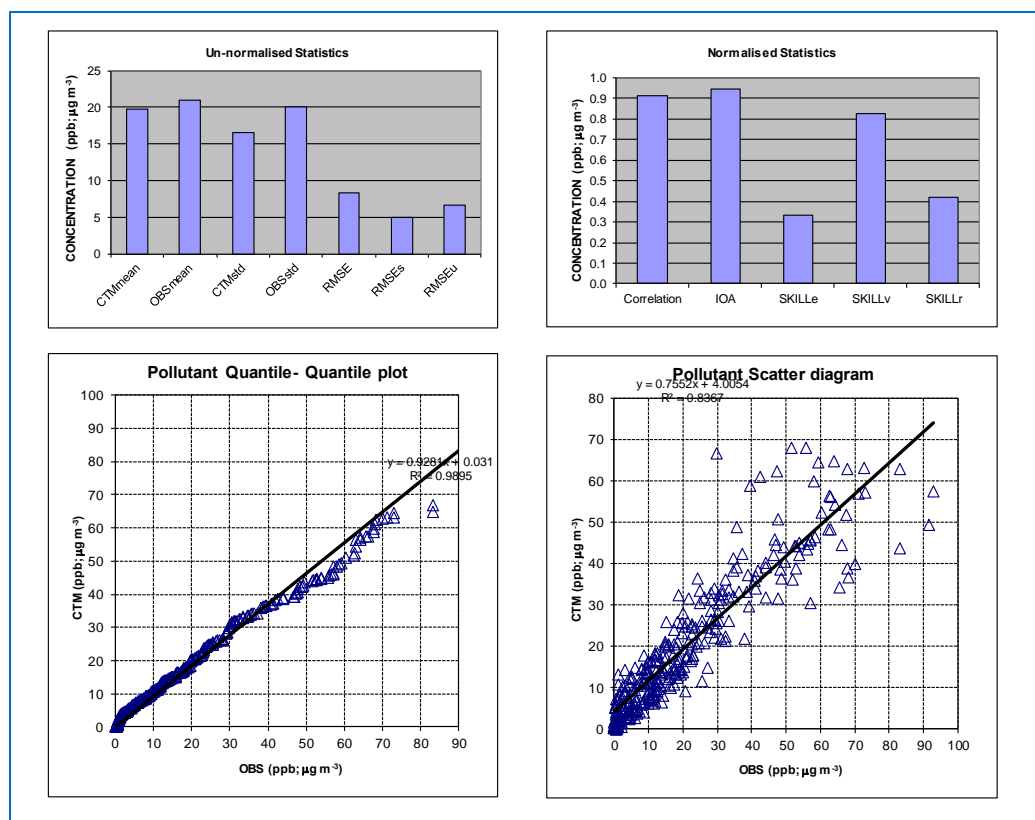 Un-normalised Statistics
CONCENTRATION (ppb; µg m⁻³)
25
20
15
10
5
0
CTMmean
OBSmean
CTMstd
OBSstd
RMSE
RMSEs
RMSEu
Normalised Statistics
CONCENTRATION (ppb; µg m⁻³)
1.0
0.9
0.8
0.7
0.6
0.5
0.4
0.3
0.2
0.1
0.0
Correlation IOA SKILLe SKILLv SKILLr
Pollutant Quantile- Quantile plot
CTM (ppb; µg m⁻³)
100
90
80
70
60
50
40
30
20
10
0
y = 0.9281x + 0.031
R² = 0.9895
0 10 20 30 40 50 60 70 80 90
OBS (ppb; µg m⁻³)
Pollutant Scatter diagram
y = 0.7552x + 4.0054
R² = 0.8367
CTM (ppb; µg m⁻³)
80
70
60
50
40
30
20
10
0
0 10 20 30 40 50 60 70 80 90 100
OBS (ppb; µg m⁻³)